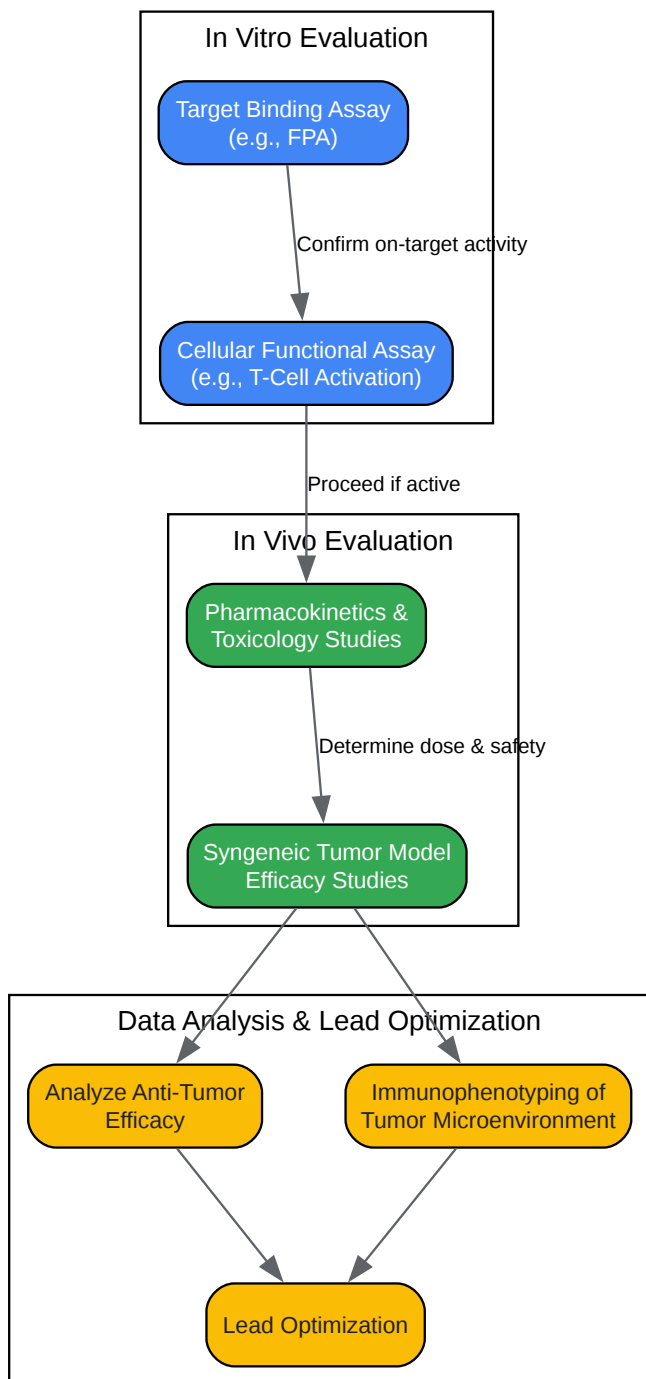 In Vitro Evaluation
Target Binding Assay
(e.g., FPA)
Confirm on-target activity
Cellular Functional Assay
(e.g., T-Cell Activation)
Proceed if active
In Vivo Evaluation
Pharmacokinetics &
Toxicology Studies
Determine dose & safety
Syngeneic Tumor Model
Efficacy Studies
Data Analysis & Lead Optimization
Analyze Anti-Tumor
Efficacy
Immunophenotyping of
Tumor Microenvironment
Lead Optimization